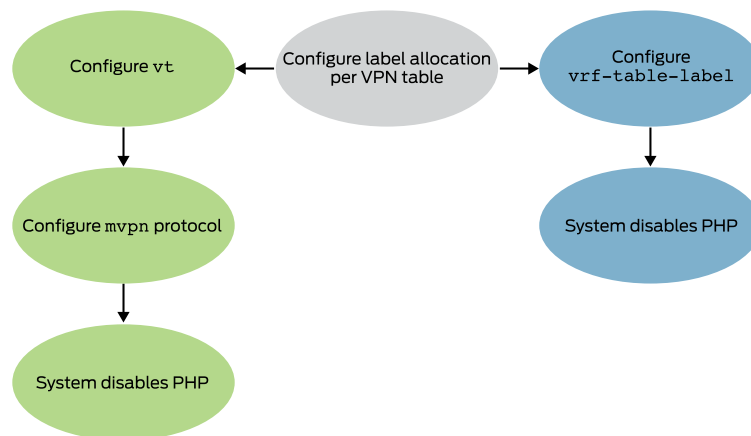 Configure vt
Configure label allocation
per VPN table
Configure
vrf-table-label
Configure mvpn protocol
System disables PHP
System disables PHP